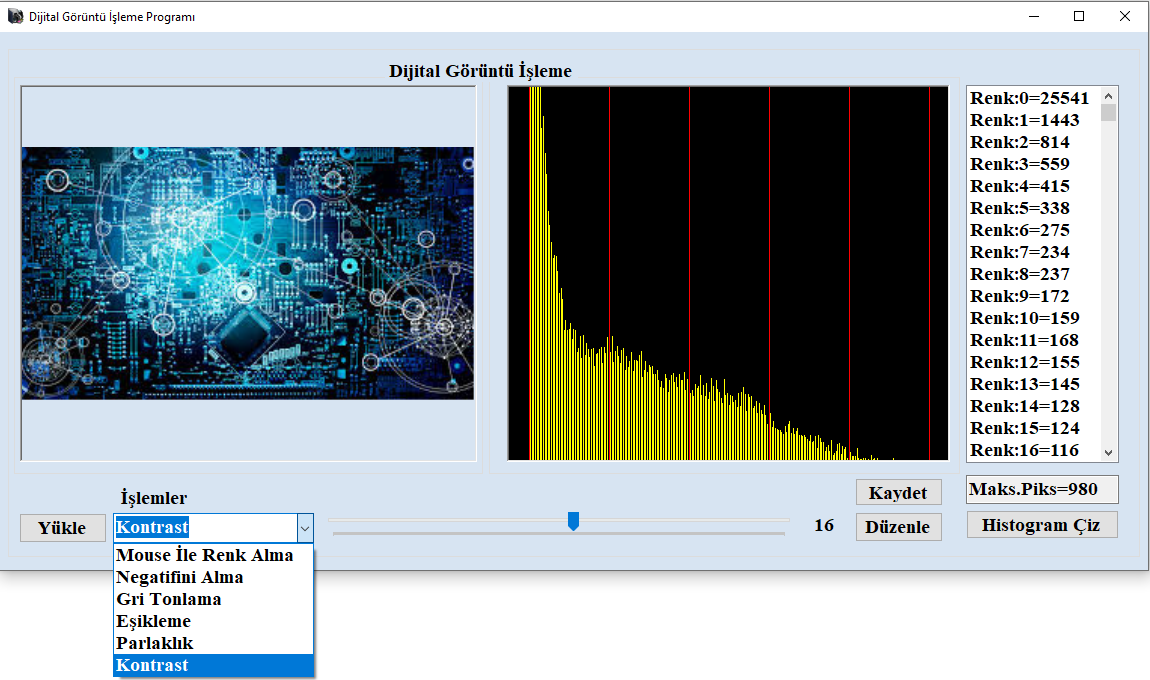 Dijital Görüntü İşleme Programı
Dijital Görüntü İşleme
Renk:0=25541
Renk:1=1443
Renk:2=814
Renk:3=559
Renk:4=415
Renk:5=338
Renk:6=275
Renk:7=234
Renk:8=237
Renk:9=172
Renk:10=159
Renk:11=168
Renk:12=155
Renk:13=145
Renk:14=128
Renk:15=124
Renk:16=116
İşlemler
Kaydet
Maks.Piks=980
Yükle
Kontrast
16
Düzenle
Histogram Çiz
Mouse İle Renk Alma
Negatifini Alma
Gri Tonlama
Eşikleme
Parlaklık
Kontrast